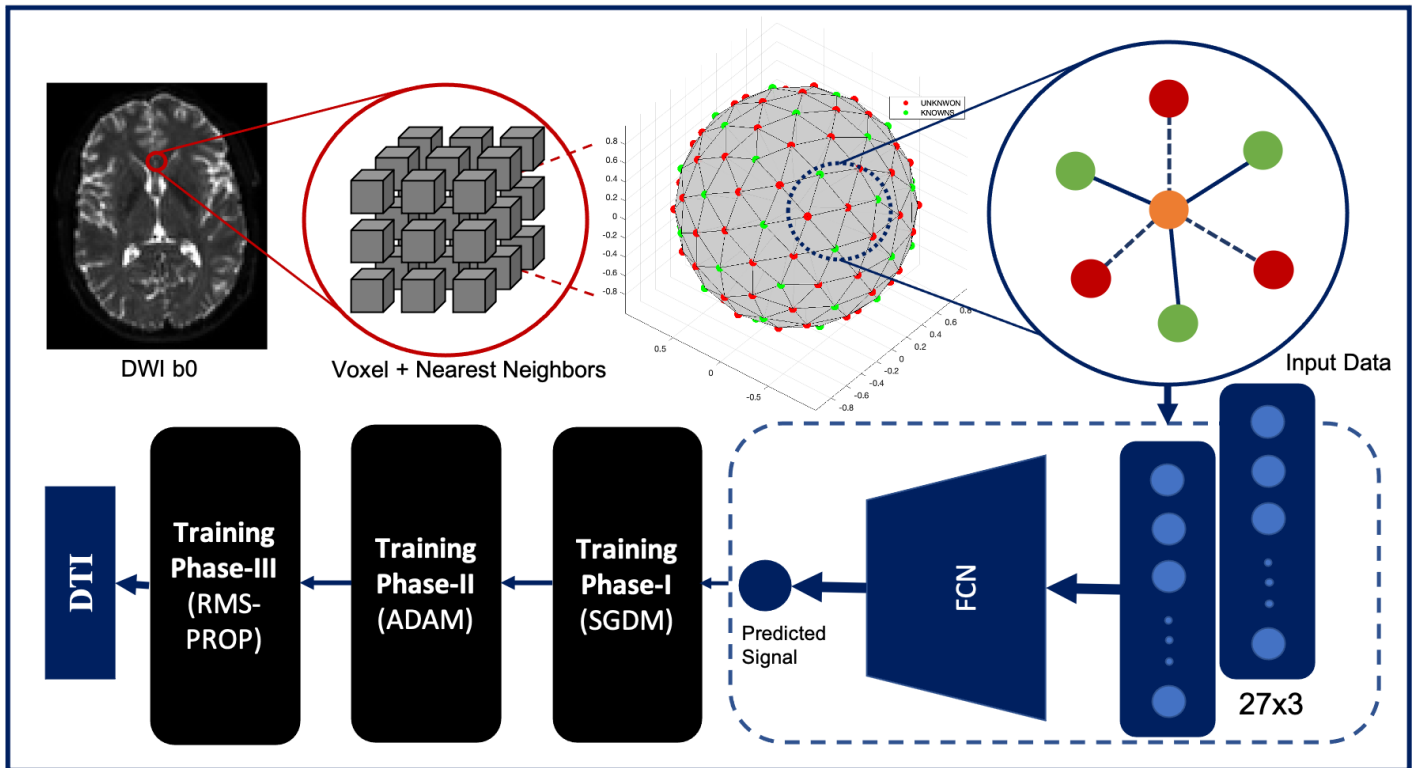 DWI b0
Voxel + Nearest Neighbors
UNKNWON
KNOWNS
0.8
0.6
0.4
0.2
0
-0.2
-0.4
-0.6
-0.8
0.5
0
-0.5
-0.8
-0.6
-0.4
-0.2
0
0.2
0.4
0.6
0.8
Input Data
DTI
Training
Phase-III
(RMS-
PROP)
Training
Phase-II
(ADAM)
Training
Phase-I
(SGDM)
Predicted
Signal
FCN
27x3